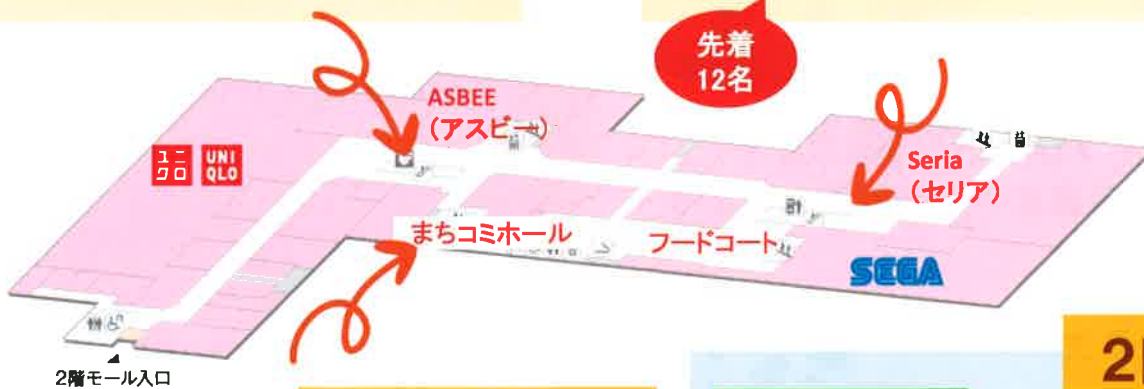 先着
12名
ASBEE
(アスビー)
ユニ
クロ
UNI
QLO
Seria
(セリア)
まちコミホール
フードコート
SEGA
2階モール入口
2